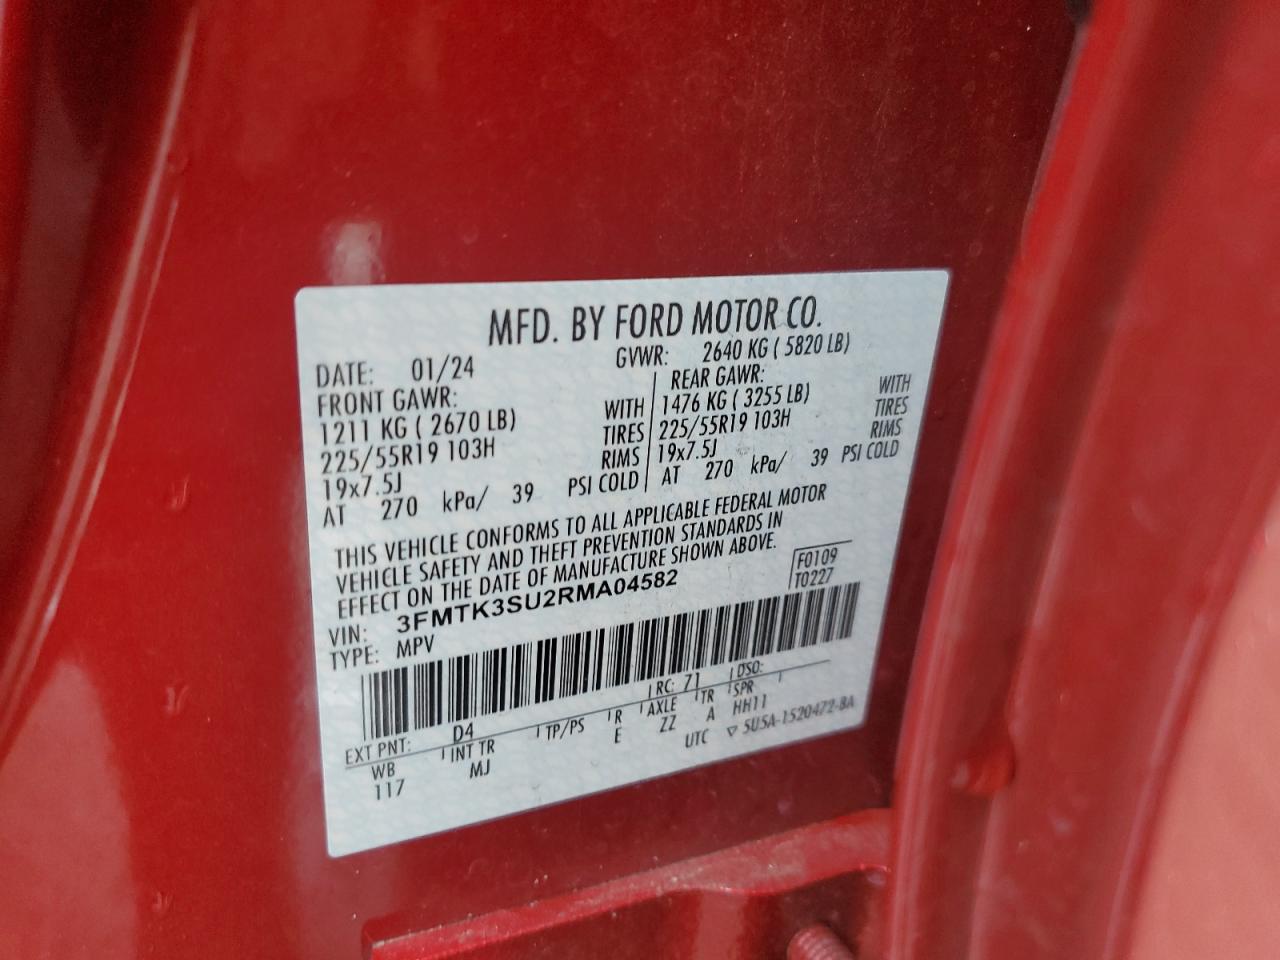 MFD. BY FORD MOTOR CO.
DATE: 01/24 GVWR: 2640 KG ( 5820 LB)
FRONT GAWR: REAR GAWR:
1211 KG ( 2670 LB) WITH 1476 KG ( 3255 LB) WITH
225/55R19 103H TIRES 225/55R19 103H TIRES
19x7.5J RIMS 19x7.5J RIMS
AT 270 kPa/ 39 PSI COLD AT 270 kPa/ 39 PSI COLD
THIS VEHICLE CONFORMS TO ALL APPLICABLE FEDERAL MOTOR
VEHICLE SAFETY AND THEFT PREVENTION STANDARDS IN
EFFECT ON THE DATE OF MANUFACTURE SHOWN ABOVE.
F0109
T0227
VIN: 3FMTK3SU2RMA04582
TYPE: MPV
EXT PNT: D4 RC: 71 DSO:
WB INT TR TP/PS R AXLE TR SPR
117 MJ E ZZ A HH11
UTC ▽ 5U5A-1520472-BA